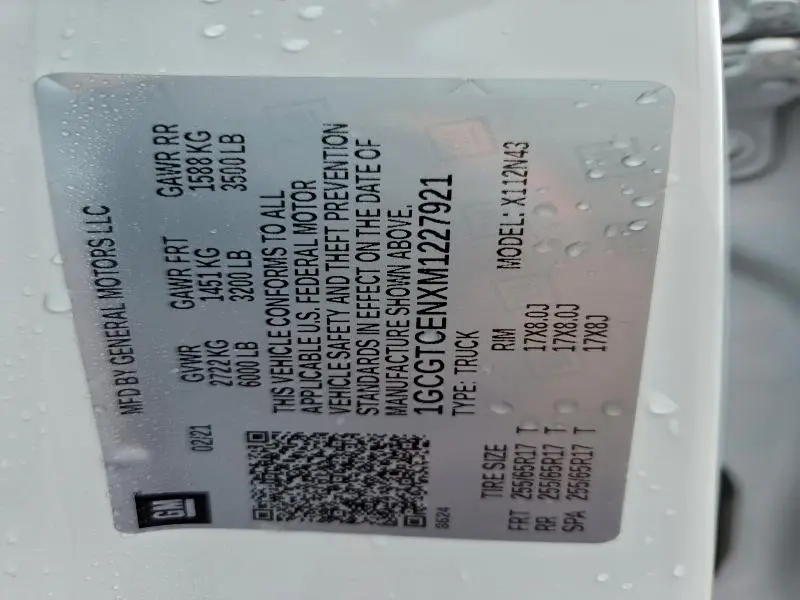 GM
MFD BY GENERAL MOTORS LLC
02/21
GVWR GAWR FRT GAWR RR
2722 KG 1451 KG 1588 KG
6000 LB 3200 LB 3500 LB
THIS VEHICLE CONFORMS TO ALL
APPLICABLE U.S. FEDERAL MOTOR
VEHICLE SAFETY AND THEFT PREVENTION
STANDARDS IN EFFECT ON THE DATE OF
MANUFACTURE SHOWN ABOVE.
1GCGTCENXM1227921
8624
TYPE: TRUCK MODEL: X112N43
TIRE SIZE RIM
FRT 255/65R17 T 17X8.0J
RR 255/65R17 T 17X8.0J
SPA 255/65R17 T 17X8J